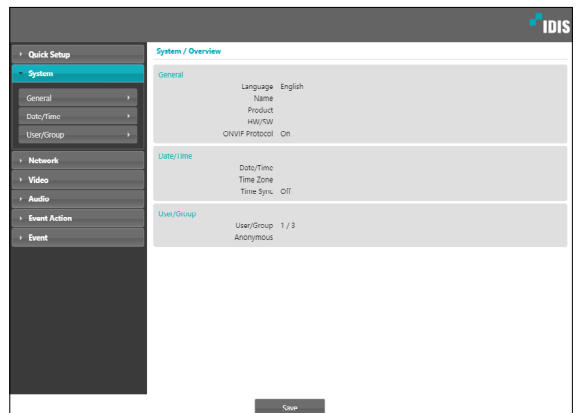 IDIS
Quick Setup
System
General
Date/Time
User/Group
Network
Video
Audio
Event Action
Event
System / Overview
General
Language English
Name
Product
HW/SW
ONVIF Protocol On
Date/Time
Date/Time
Time Zone
Time Sync. Off
User/Group
User/Group 1 / 3
Anonymous
Save